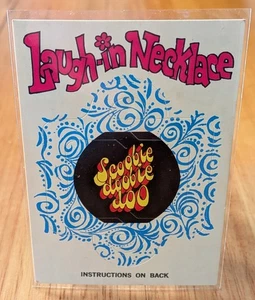 Laugh-in Necklace
Scoobie
doobie
doo
INSTRUCTIONS ON BACK